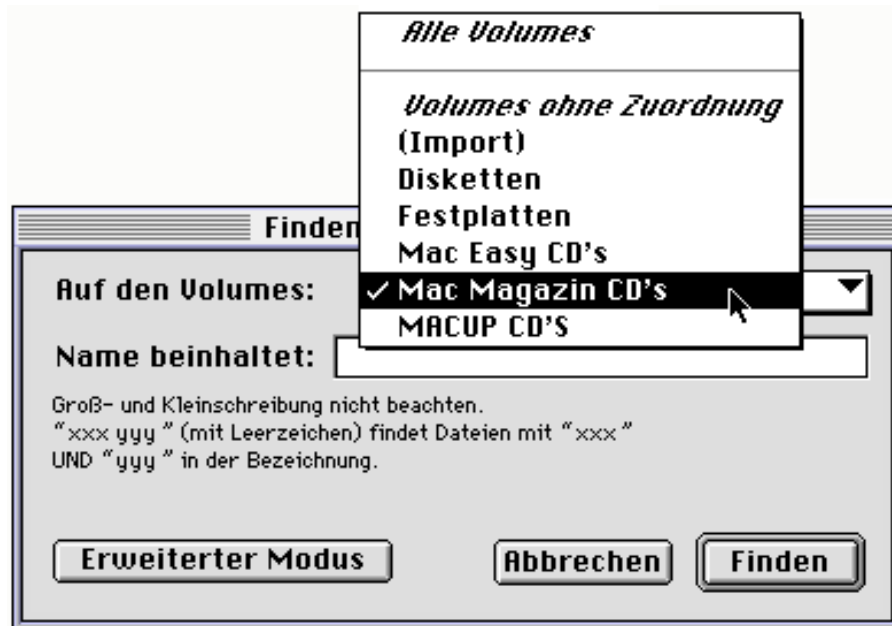 Alle Volumes
Volumes ohne Zuordnung
(Import)
Disketten
Festplatten
Mac Easy CD's
✓ Mac Magazin CD's
MACUP CD'S
Finden
Auf den Volumes:
Name beinhaltet:
Groß- und Kleinschreibung nicht beachten.
"xxx yyy" (mit Leerzeichen) findet Dateien mit "xxx"
UND "yyy" in der Bezeichnung.
Erweiterter Modus
Abbrechen
Finden